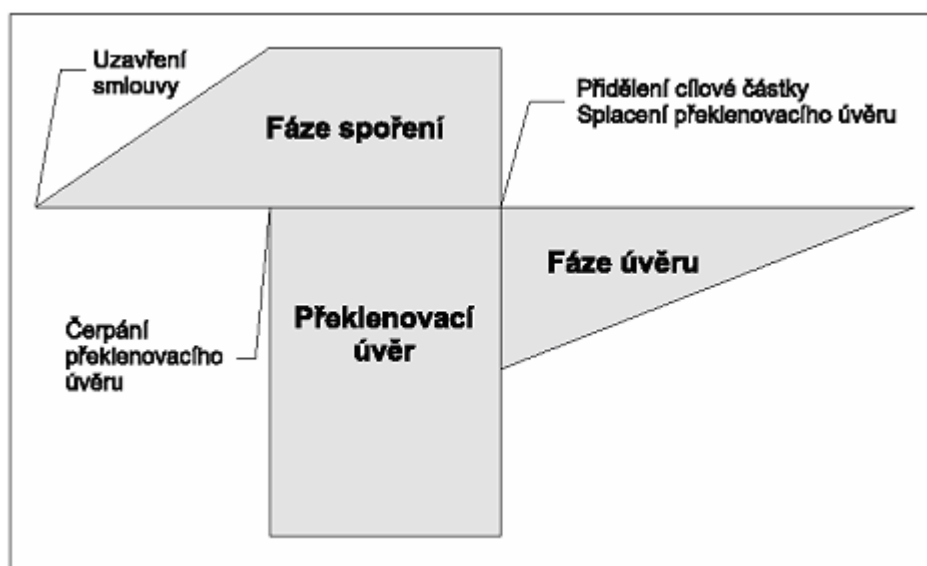 Uzavření
smlouvy
Fáze spoření
Přidělení cílové částky
Splacení překlenovacího úvěru
Fáze úvěru
Překlenovací
úvěr
Čerpání
překlenovacího
úvěru